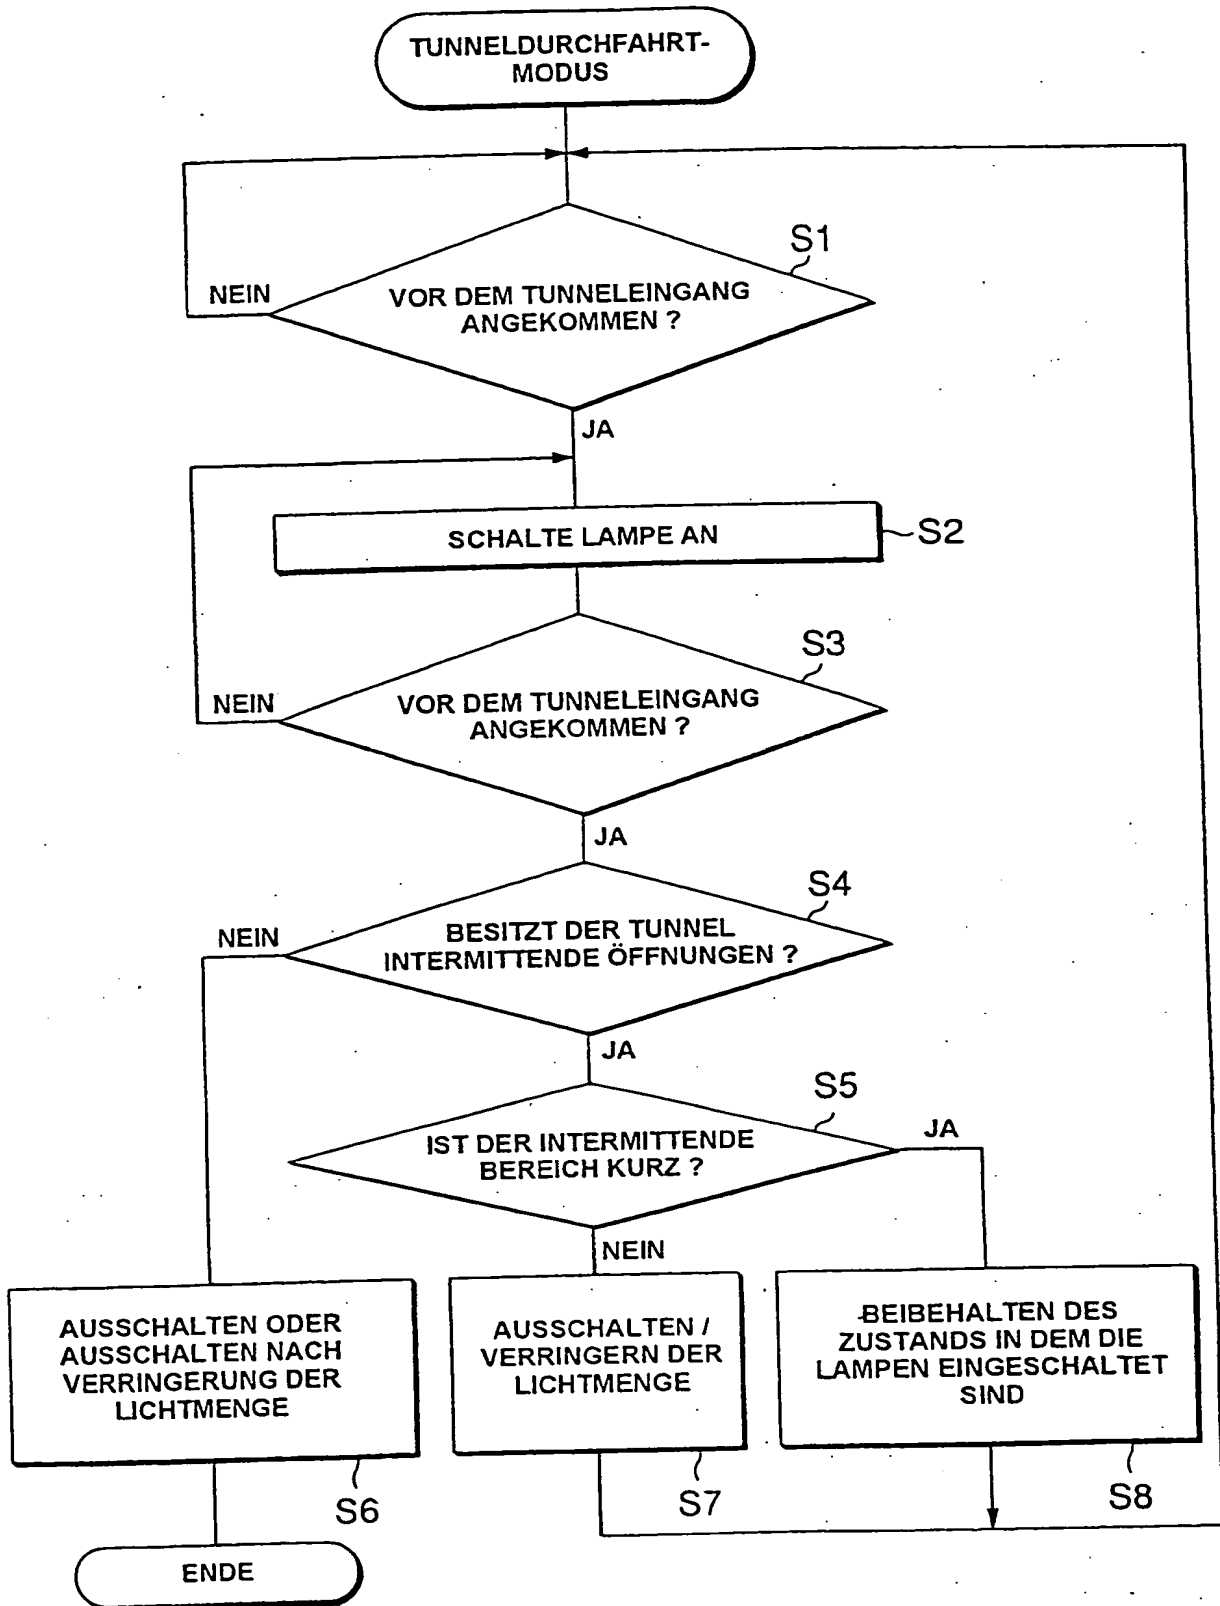 TUNNELDURCHFAHRT-
MODUS
S1
NEIN
VOR DEM TUNNELEINGANG
ANGEKOMMEN ?
JA
SCHALTE LAMPE AN
S2
S3
NEIN
VOR DEM TUNNELEINGANG
ANGEKOMMEN ?
JA
S4
NEIN
BESITZT DER TUNNEL
INTERMITTENDE ÖFFNUNGEN ?
JA
S5
IST DER INTERMITTENDE
BEREICH KURZ ?
JA
NEIN
AUSSCHALTEN ODER
AUSSCHALTEN NACH
VERRINGERUNG DER
LICHTMENGE
S6
AUSSCHALTEN /
VERRINGERN DER
LICHTMENGE
S7
BEIBEHALTEN DES
ZUSTANDS IN DEM DIE
LAMPEN EINGESCHALTET
SIND
S8
ENDE